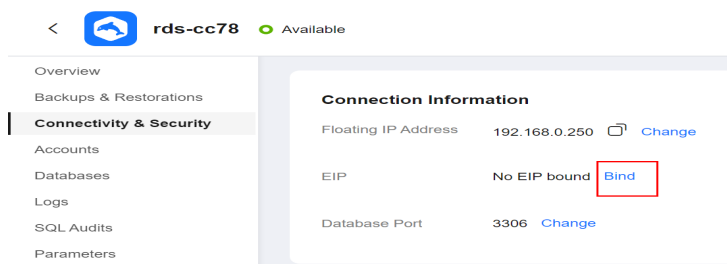 < rds-cc78 Available
Overview
Backups & Restorations
Connectivity & Security
Accounts
Databases
Logs
SQL Audits
Parameters
Connection Information
Floating IP Address 192.168.0.250 Change
EIP No EIP bound Bind
Database Port 3306 Change